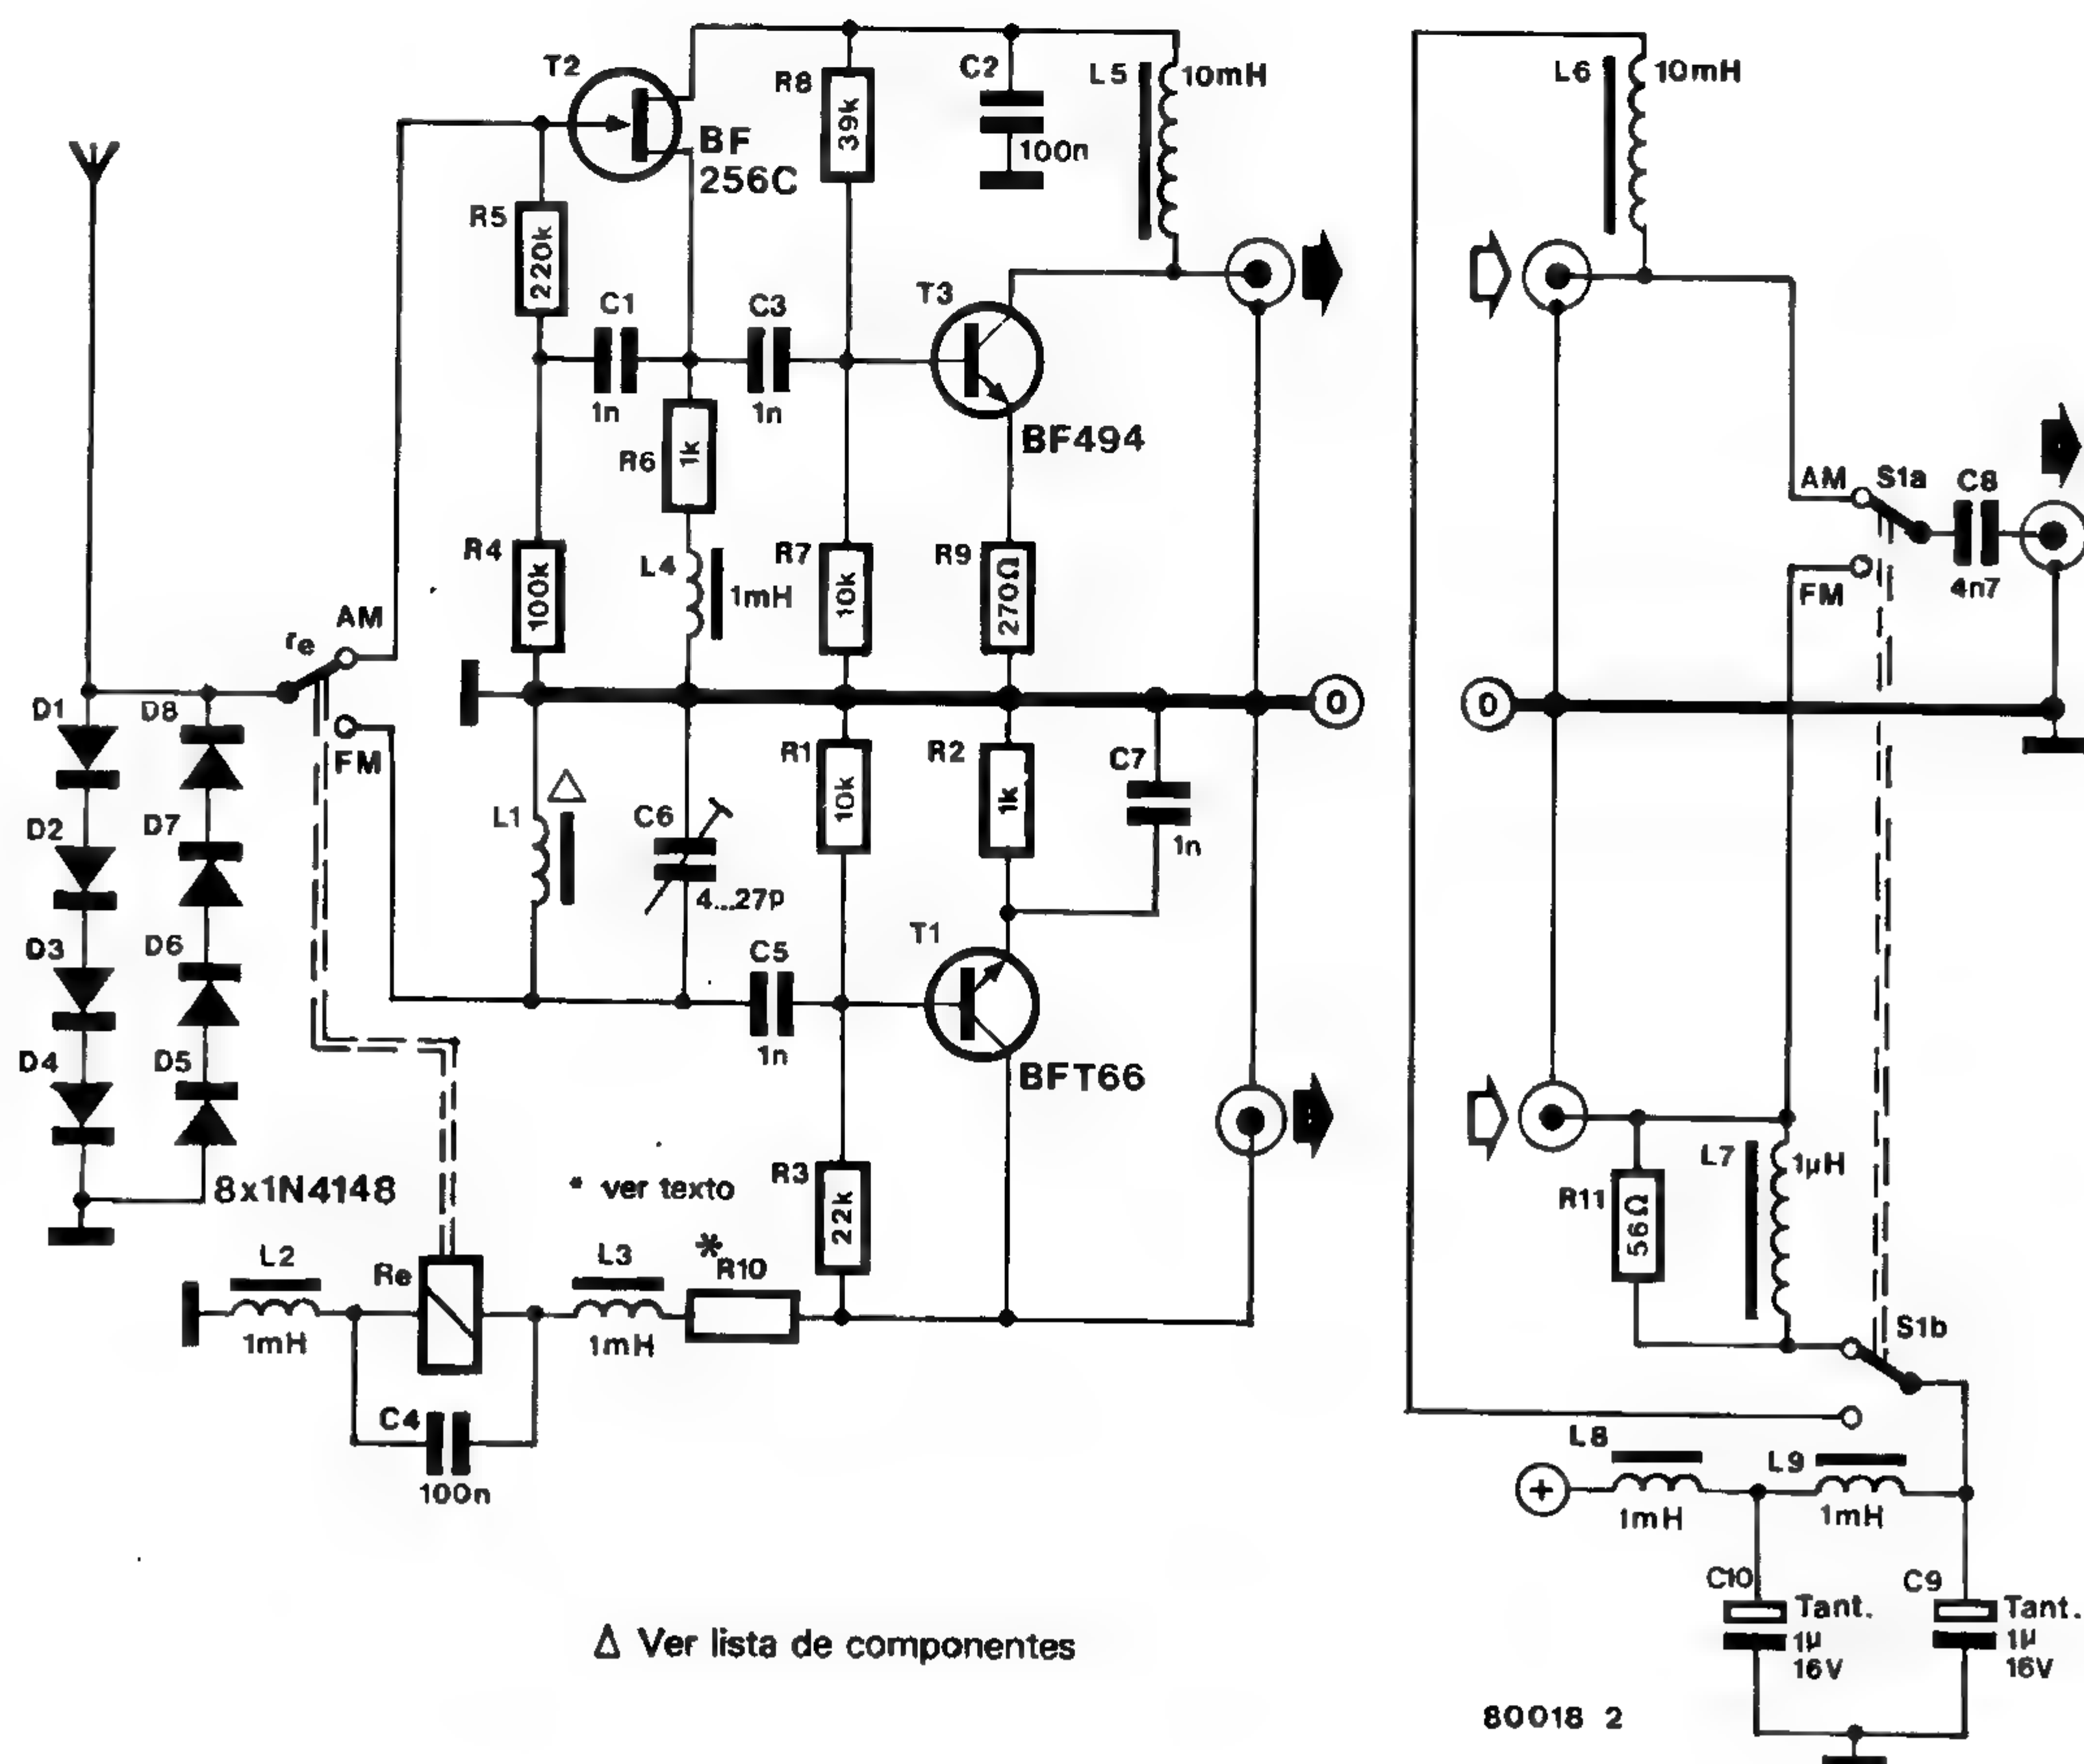 T2
BF
256C
R8
39k
C2
100n
L5
10mH
L6
10mH
R5
220k
C1
1n
C3
1n
T3
BF494
R6
1k
AM
S1a
C8
4n7
FM
R4
100k
L4
1mH
R7
10k
R9
270Ω
re
AM
FM
0
0
D1
D8
D2
D7
D3
D6
D4
D5
8x1N4148
L1
Δ
C6
4...27p
R1
10k
R2
1k
C7
1n
C5
1n
T1
BFT66
* ver texto
R3
22k
L7
1µH
R11
56Ω
S1b
L2
1mH
Re
L3
1mH
*
R10
C4
100n
L8
1mH
L9
1mH
+
C10
Tant.
1µ
16V
C9
Tant.
1µ
16V
Δ Ver lista de componentes
80018 2